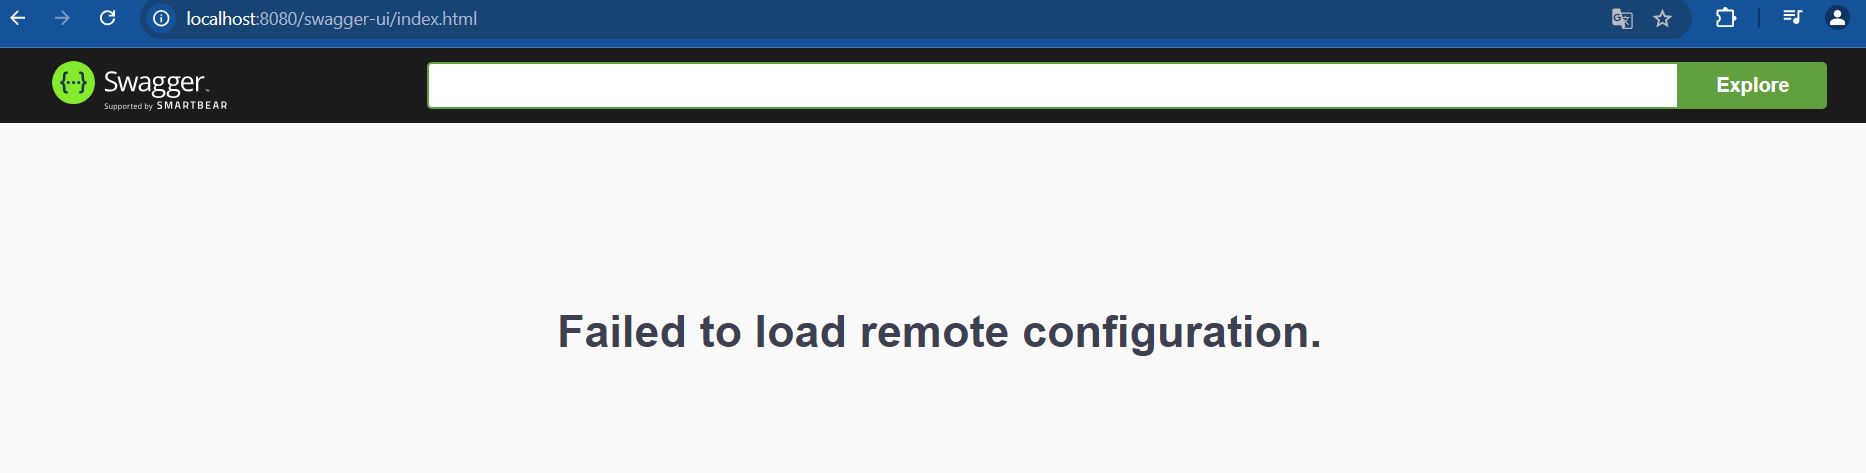 localhost:8080/swagger-ui/index.html
{...} Swagger
Supported by SMARTBEAR
Explore
Failed to load remote configuration.